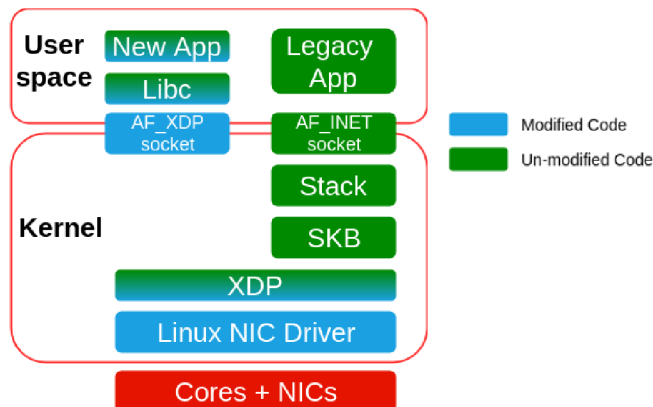 User
space
New App
Libc
Legacy
App
AF_XDP
socket
AF_INET
socket
Modified Code
Un-modified Code
Kernel
Stack
SKB
XDP
Linux NIC Driver
Cores + NICs